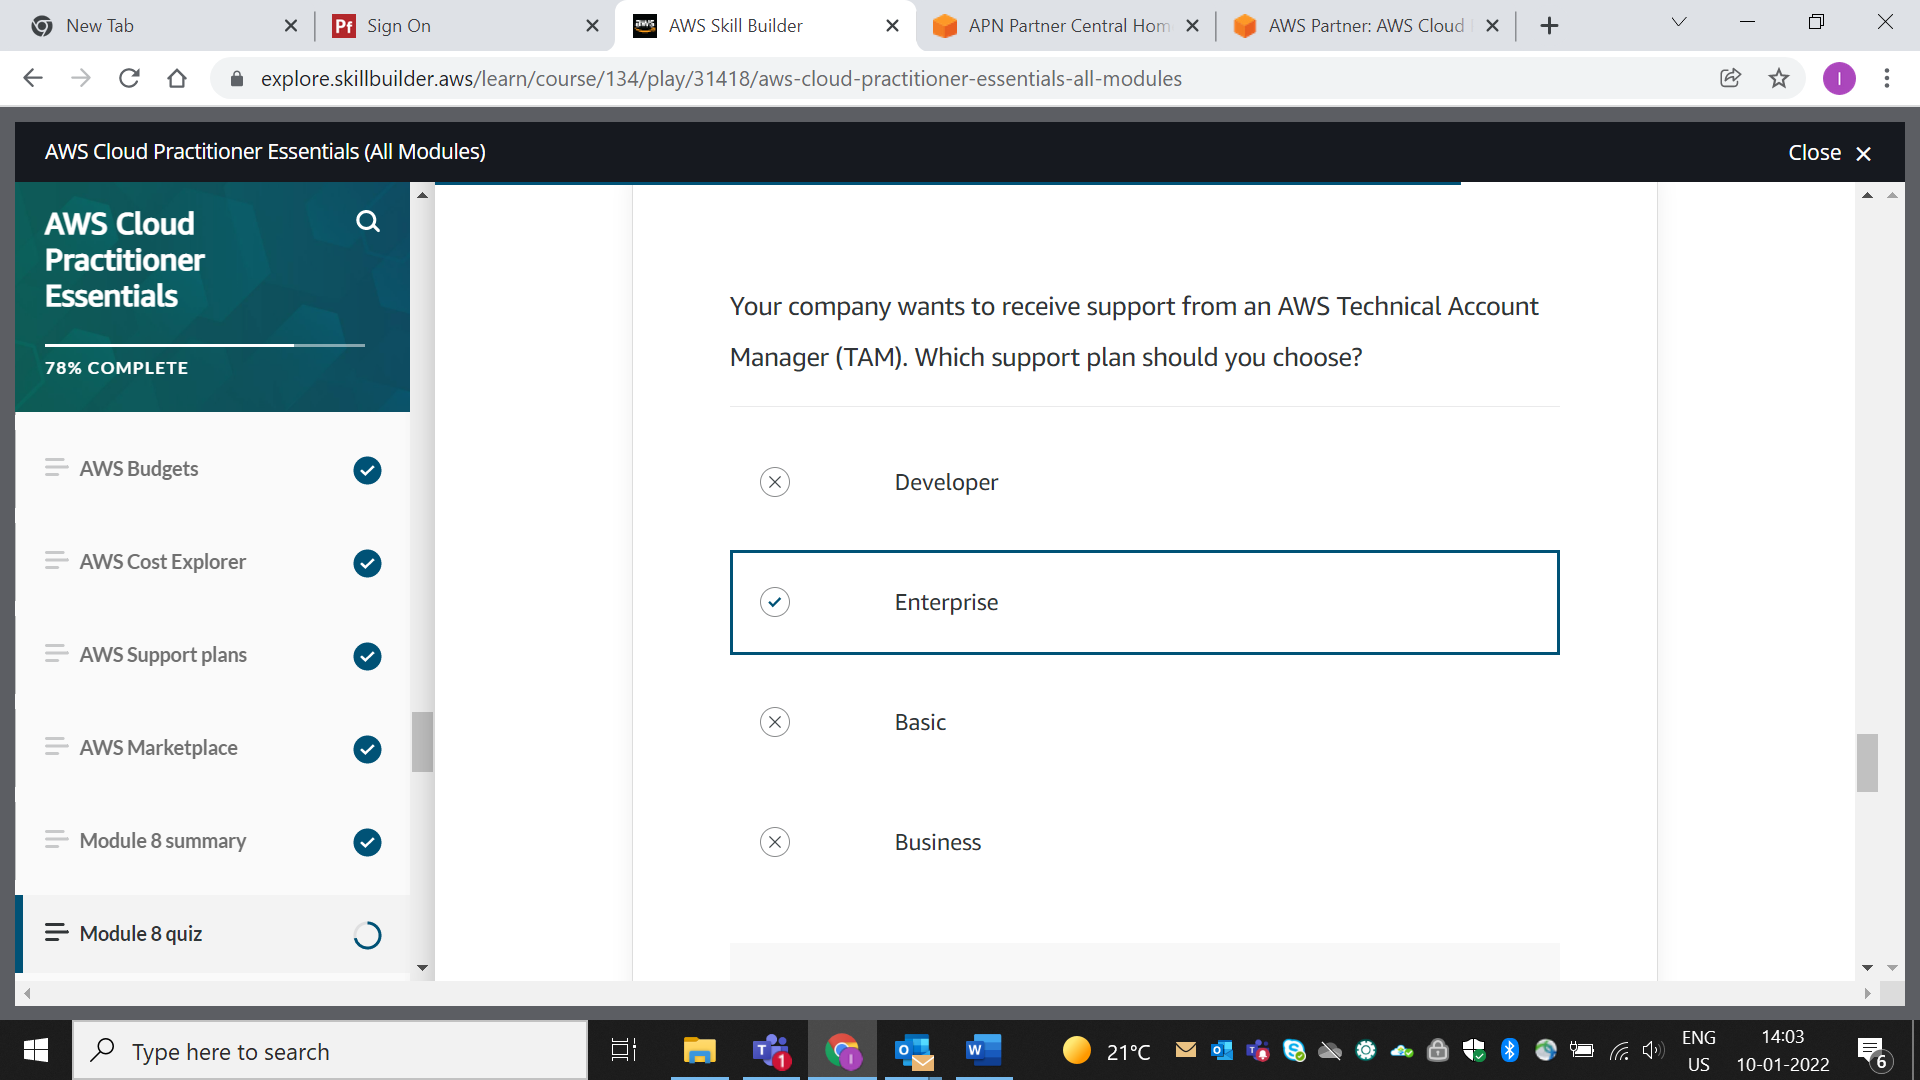 New Tab
Pf Sign On
aws AWS Skill Builder
APN Partner Central Hom
AWS Partner: AWS Cloud
explore.skillbuilder.aws/learn/course/134/play/31418/aws-cloud-practitioner-essentials-all-modules
I
AWS Cloud Practitioner Essentials (All Modules)
Close
AWS Cloud
Practitioner
Essentials
78% COMPLETE
AWS Budgets
AWS Cost Explorer
AWS Support plans
AWS Marketplace
Module 8 summary
Module 8 quiz
Your company wants to receive support from an AWS Technical Account
Manager (TAM). Which support plan should you choose?
Developer
Enterprise
Basic
Business
Type here to search
T 1
I
O
W
21°C
ENG
US
14:03
10-01-2022
6